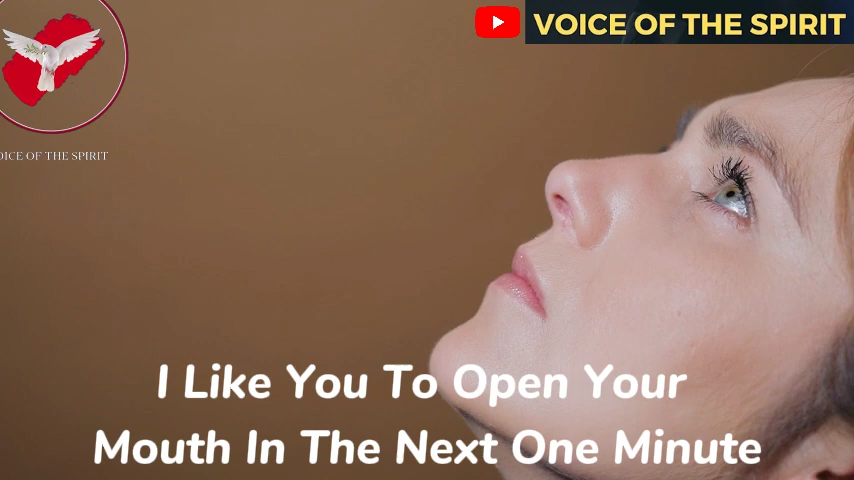 VOICE OF THE SPIRIT
OICE OF THE SPIRIT
I Like You To Open Your
Mouth In The Next One Minute